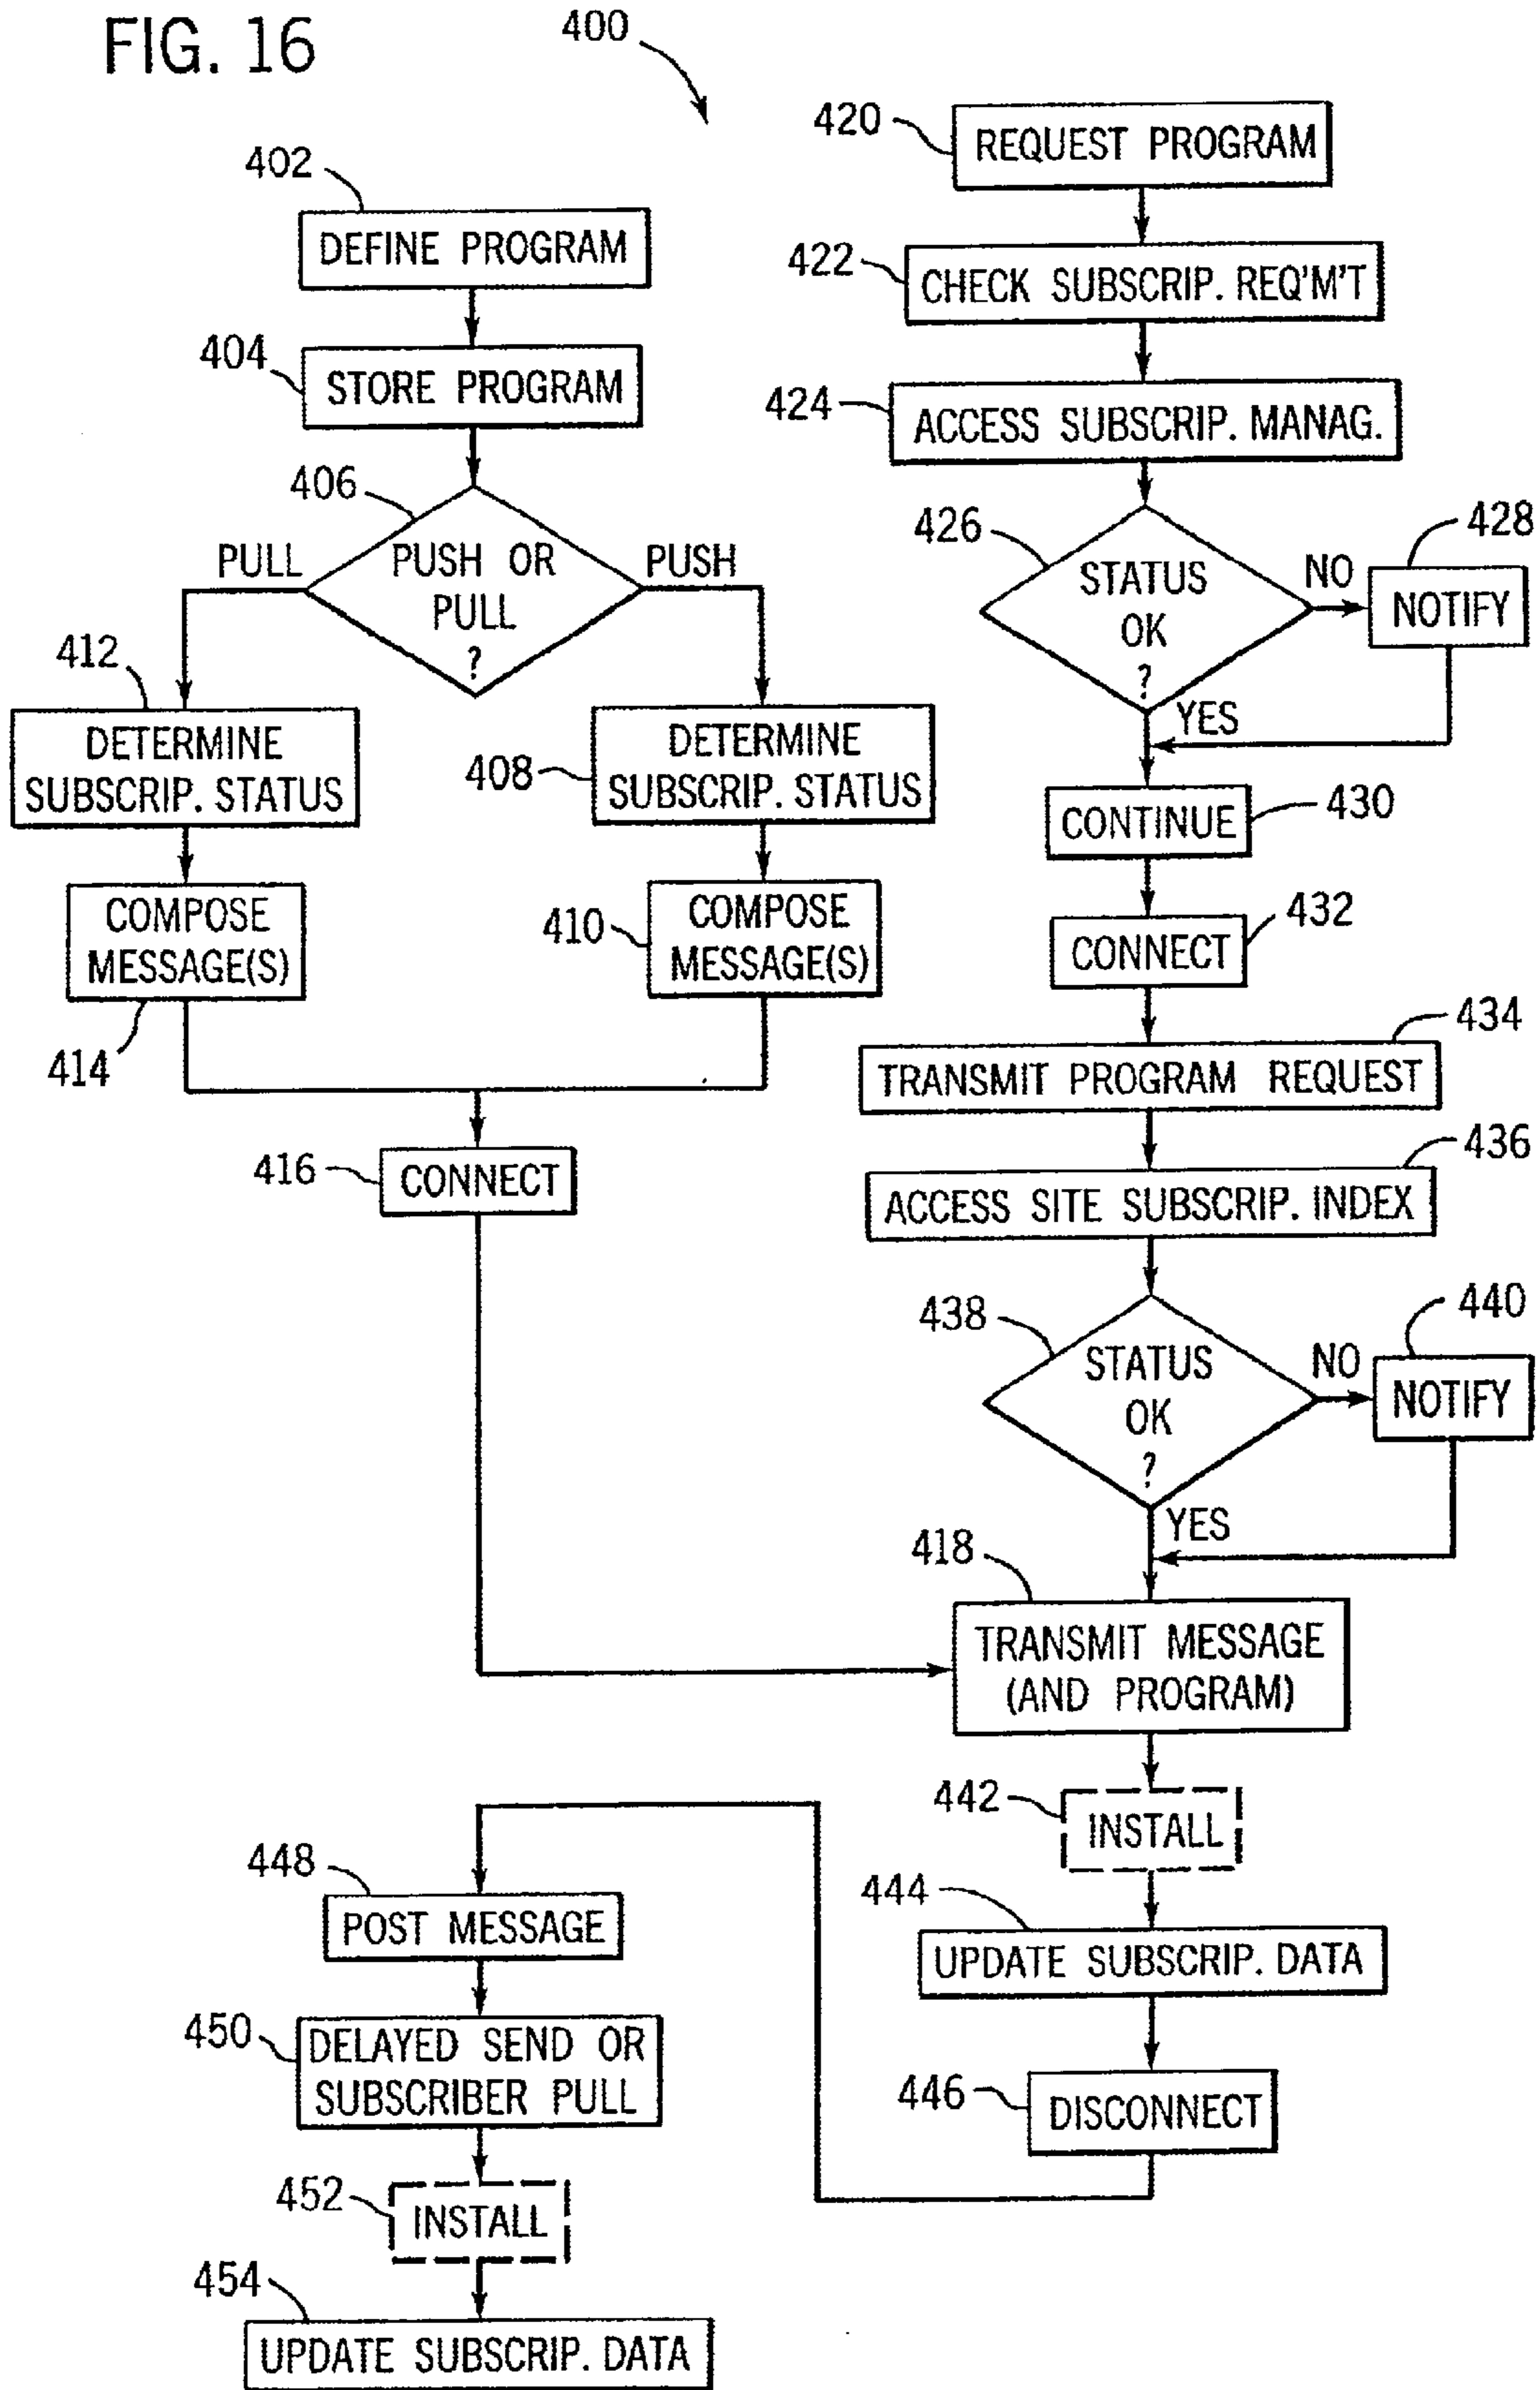 FIG. 16
400
402
DEFINE PROGRAM
404
STORE PROGRAM
406
PUSH OR
PULL
?
PULL
PUSH
412
DETERMINE
SUBSCRIP. STATUS
408
DETERMINE
SUBSCRIP. STATUS
COMPOSE
MESSAGE(S)
414
410
COMPOSE
MESSAGE(S)
416
CONNECT
420
REQUEST PROGRAM
422
CHECK SUBSCRIP. REQ'M'T
424
ACCESS SUBSCRIP. MANAG.
426
STATUS
OK
?
NO
428
NOTIFY
YES
CONTINUE
430
CONNECT
432
434
TRANSMIT PROGRAM REQUEST
436
ACCESS SITE SUBSCRIP. INDEX
438
STATUS
OK
?
NO
440
NOTIFY
YES
418
TRANSMIT MESSAGE
(AND PROGRAM)
442
INSTALL
444
UPDATE SUBSCRIP. DATA
446
DISCONNECT
448
POST MESSAGE
450
DELAYED SEND OR
SUBSCRIBER PULL
452
INSTALL
454
UPDATE SUBSCRIP. DATA